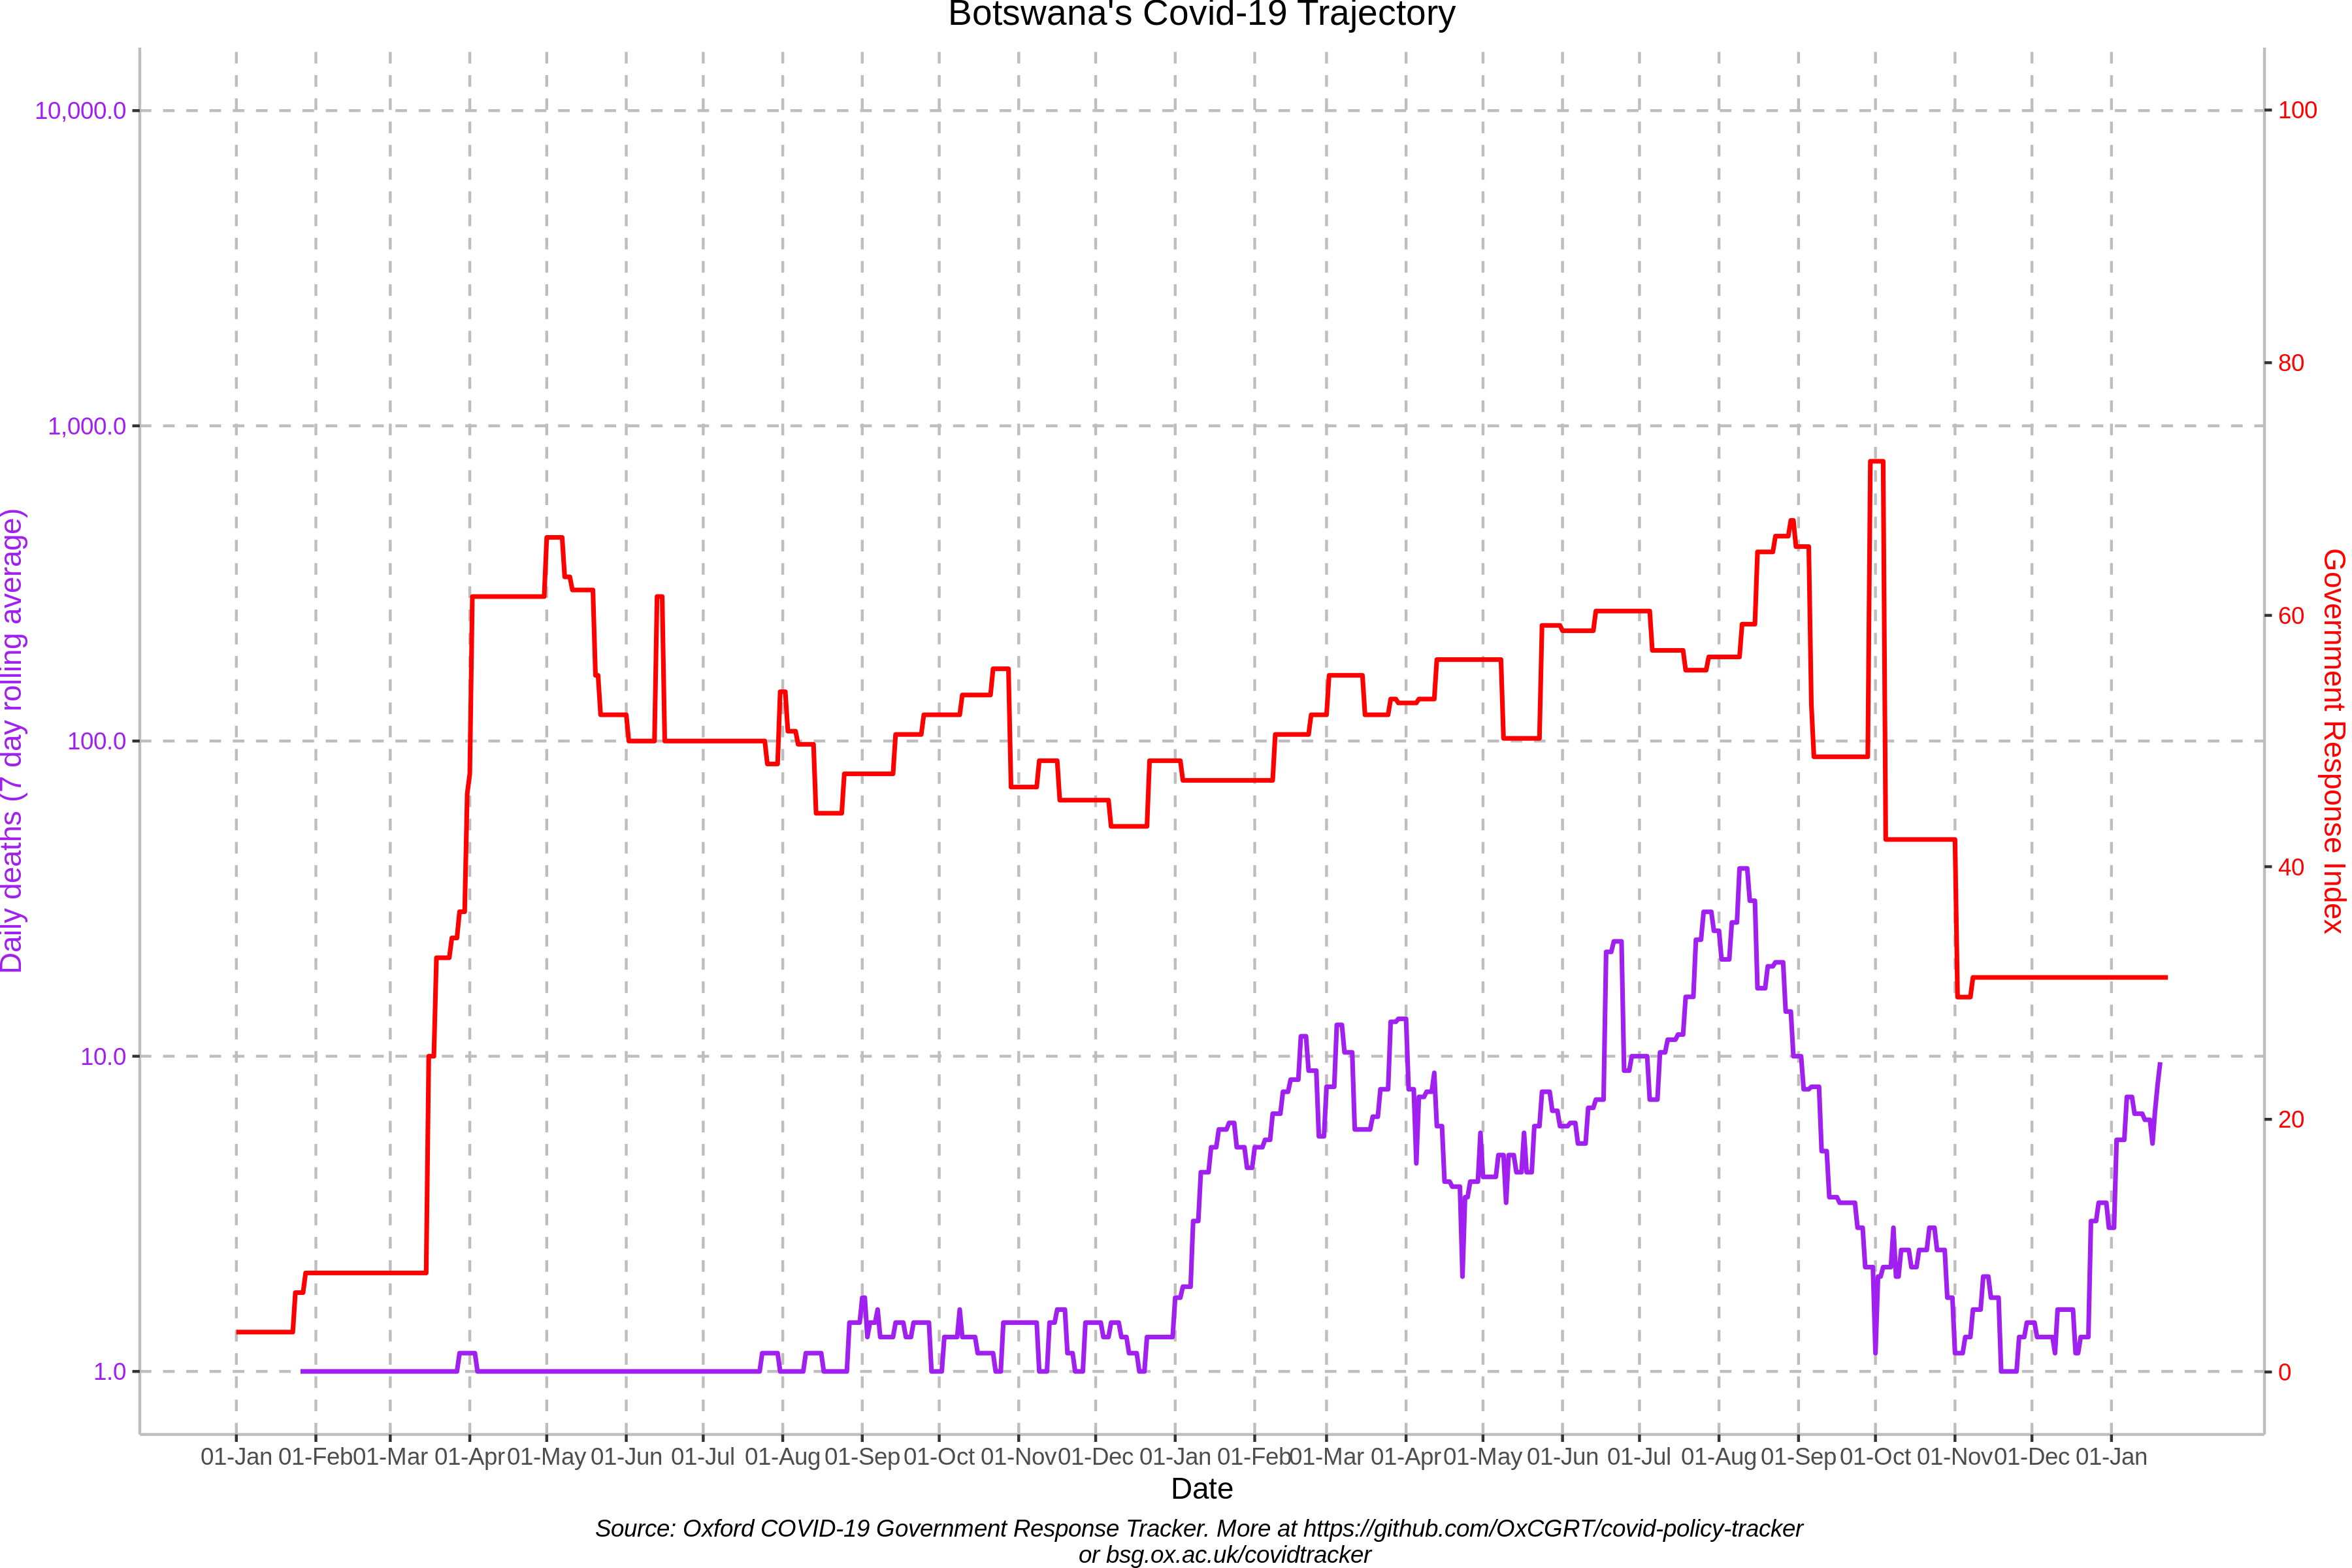 Botswana's Covid-19 Trajectory
10,000.0
1,000.0
100.0
10.0
1.0
Daily deaths (7 day rolling average)
100
80
60
40
20
0
Government Response Index
01-Jan 01-Feb 01-Mar 01-Apr 01-May 01-Jun 01-Jul 01-Aug 01-Sep 01-Oct 01-Nov 01-Dec 01-Jan 01-Feb 01-Mar 01-Apr 01-May 01-Jun 01-Jul 01-Aug 01-Sep 01-Oct 01-Nov 01-Dec 01-Jan
Date
Source: Oxford COVID-19 Government Response Tracker. More at https://github.com/OxCGRT/covid-policy-tracker
or bsg.ox.ac.uk/covidtracker